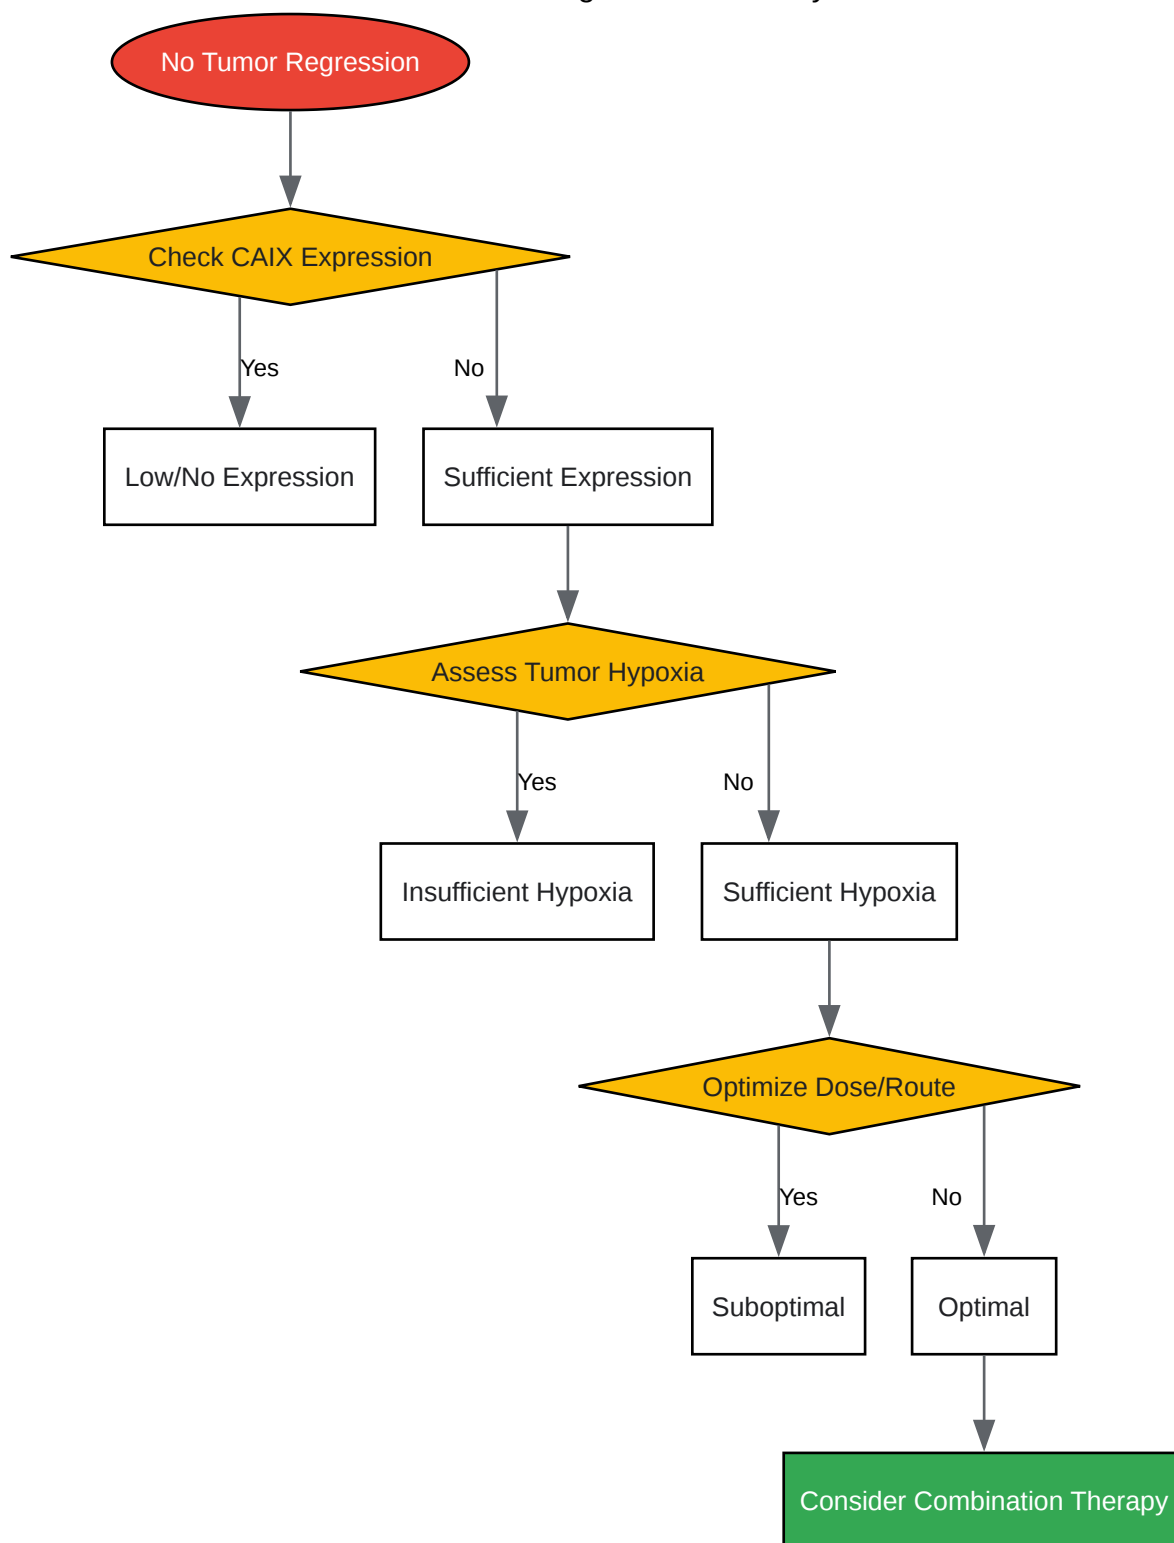 No Tumor Regression
Check CAIX Expression
Yes
No
Low/No Expression
Sufficient Expression
Assess Tumor Hypoxia
Yes
No
Insufficient Hypoxia
Sufficient Hypoxia
Optimize Dose/Route
Yes
No
Suboptimal
Optimal
Consider Combination Therapy